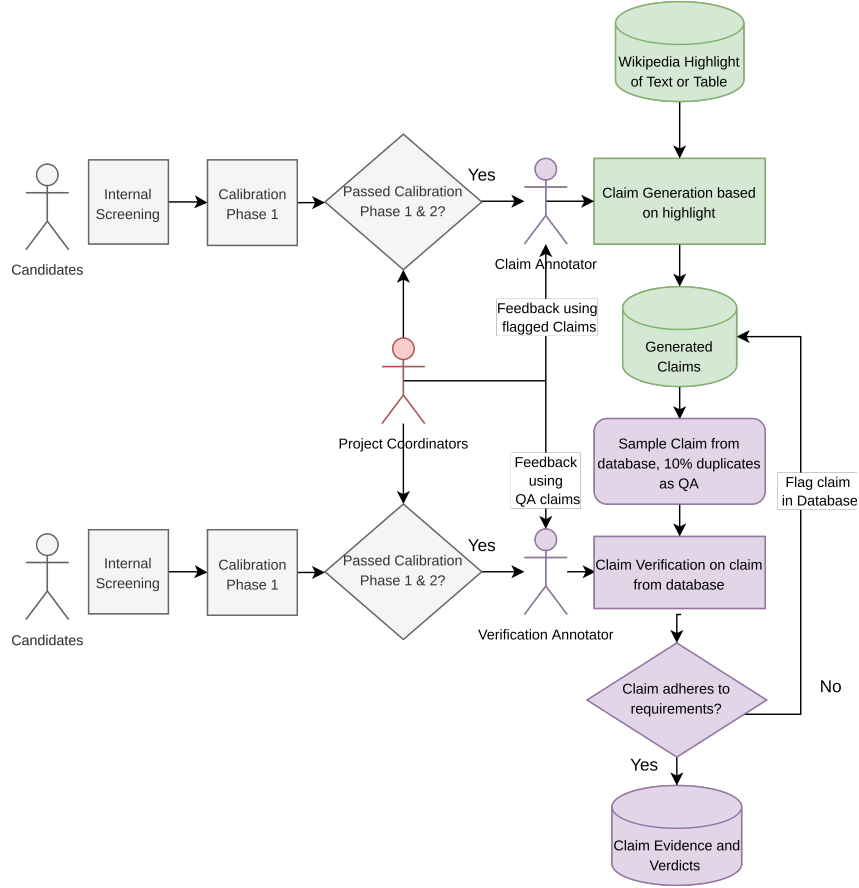 Wikipedia Highlight
of Text or Table
Candidates
Internal
Screening
Calibration
Phase 1
Passed Calibration
Phase 1 & 2?
Yes
Claim Annotator
Claim Generation based
on highlight
Feedback using
flagged Claims
Generated
Claims
Project Coordinators
Sample Claim from
database, 10% duplicates
as QA
Feedback
using
QA claims
Flag claim
in Database
Candidates
Internal
Screening
Calibration
Phase 1
Passed Calibration
Phase 1 & 2?
Yes
Verification Annotator
Claim Verification on claim
from database
Claim adheres to
requirements?
No
Yes
Claim Evidence and
Verdicts